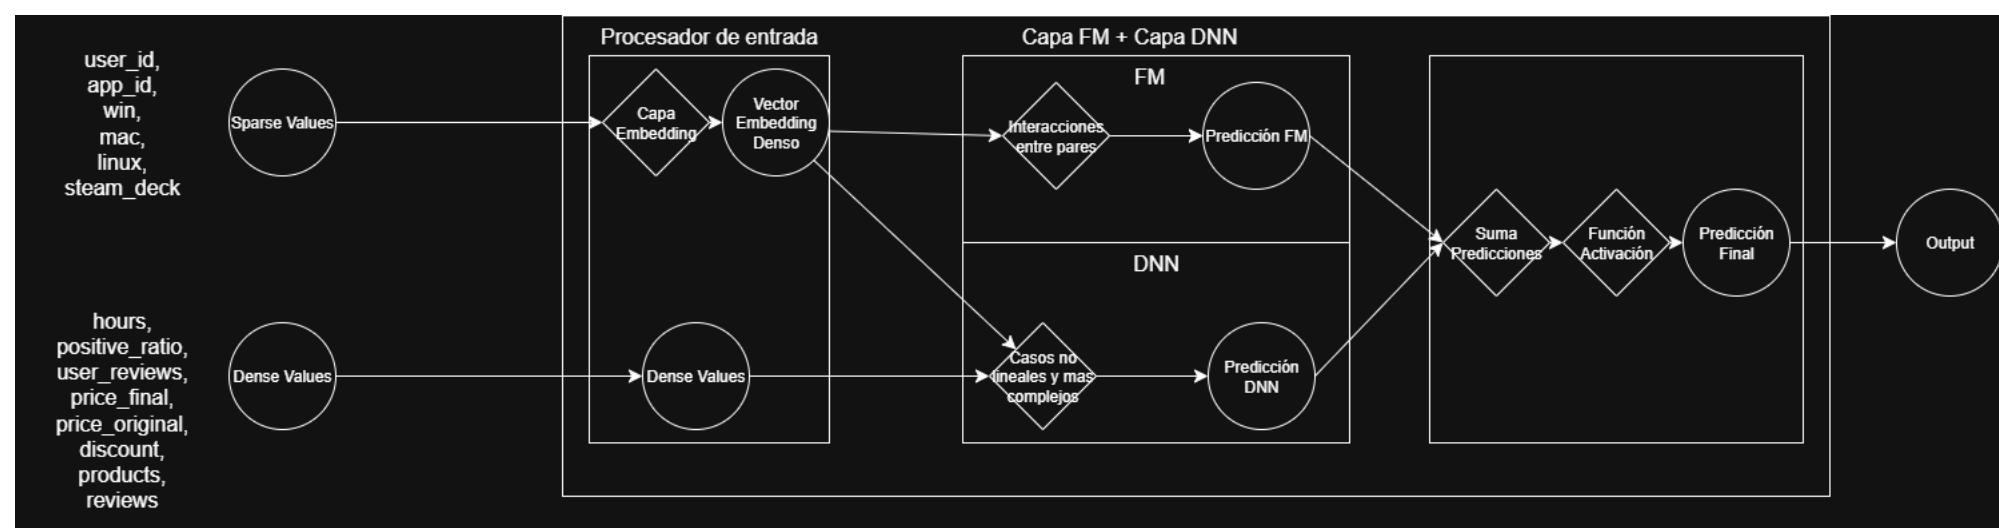 Procesador de entrada
Capa FM + Capa DNN
user_id,
app_id,
win,
mac,
linux,
steam_deck
Sparse Values
Capa
Embedding
Vector
Embedding
Denso
FM
Interacciones
entre pares
Predicción FM
Suma
Predicciones
Función
Activación
Predicción
Final
Output
DNN
hours,
positive_ratio,
user_reviews,
price_final,
price_original,
discount,
products,
reviews
Dense Values
Dense Values
Casos no
lineales y mas
complejos
Predicción
DNN